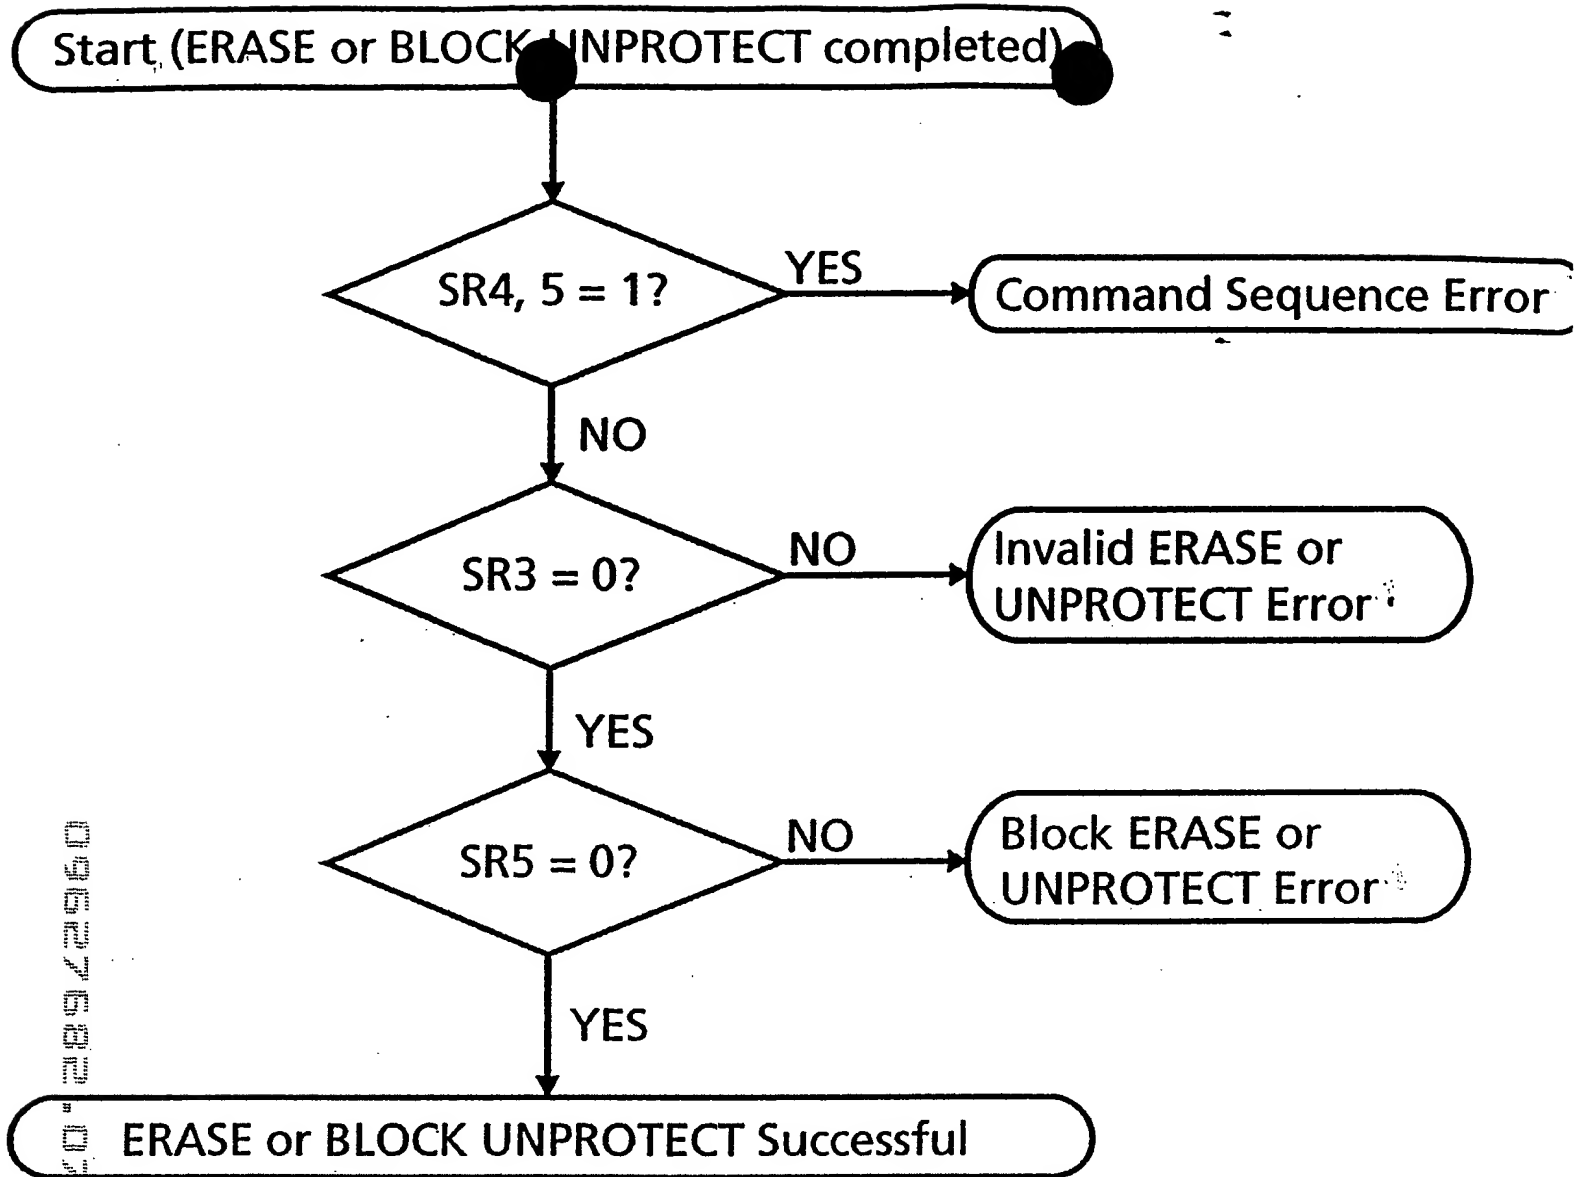 Start (ERASE or BLOCK UNPROTECT completed)
SR4, 5 = 1?
YES
Command Sequence Error
NO
SR3 = 0?
NO
Invalid ERASE or
UNPROTECT Error
YES
SR5 = 0?
NO
Block ERASE or
UNPROTECT Error
YES
ERASE or BLOCK UNPROTECT Successful